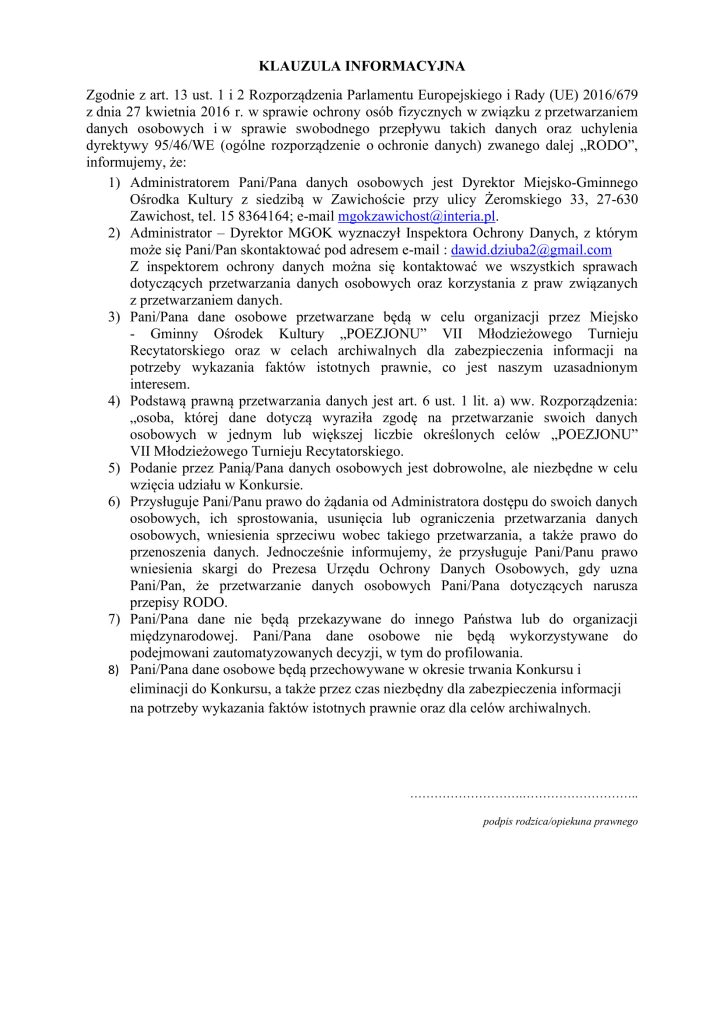 KLAUZULA INFORMACYJNA
Zgodnie z art. 13 ust. 1 i 2 Rozporządzenia Parlamentu Europejskiego i Rady (UE) 2016/679
z dnia 27 kwietnia 2016 r. w sprawie ochrony osób fizycznych w związku z przetwarzaniem
danych osobowych i w sprawie swobodnego przepływu takich danych oraz uchylenia
dyrektywy 95/46/WE (ogólne rozporządzenie o ochronie danych) zwanego dalej „RODO”,
informujemy, że:
1) Administratorem Pani/Pana danych osobowych jest Dyrektor Miejsko-Gminnego
Ośrodka Kultury z siedzibą w Zawichoście przy ulicy Żeromskiego 33, 27-630
Zawichost, tel. 15 8364164; e-mail mgokzawichost@interia.pl.
2) Administrator – Dyrektor MGOK wyznaczył Inspektora Ochrony Danych, z którym
może się Pani/Pan skontaktować pod adresem e-mail : dawid.dziuba2@gmail.com
Z inspektorem ochrony danych można się kontaktować we wszystkich sprawach
dotyczących przetwarzania danych osobowych oraz korzystania z praw związanych
z przetwarzaniem danych.
3) Pani/Pana dane osobowe przetwarzane będą w celu organizacji przez Miejsko
- Gminny Ośrodek Kultury „POEZJONU” VII Młodzieżowego Turnieju
Recytatorskiego oraz w celach archiwalnych dla zabezpieczenia informacji na
potrzeby wykazania faktów istotnych prawnie, co jest naszym uzasadnionym
interesem.
4) Podstawą prawną przetwarzania danych jest art. 6 ust. 1 lit. a) ww. Rozporządzenia:
„osoba, której dane dotyczą wyraziła zgodę na przetwarzanie swoich danych
osobowych w jednym lub większej liczbie określonych celów „POEZJONU”
VII Młodzieżowego Turnieju Recytatorskiego.
5) Podanie przez Panią/Pana danych osobowych jest dobrowolne, ale niezbędne w celu
wzięcia udziału w Konkursie.
6) Przysługuje Pani/Panu prawo do żądania od Administratora dostępu do swoich danych
osobowych, ich sprostowania, usunięcia lub ograniczenia przetwarzania danych
osobowych, wniesienia sprzeciwu wobec takiego przetwarzania, a także prawo do
przenoszenia danych. Jednocześnie informujemy, że przysługuje Pani/Panu prawo
wniesienia skargi do Prezesa Urzędu Ochrony Danych Osobowych, gdy uzna
Pani/Pan, że przetwarzanie danych osobowych Pani/Pana dotyczących narusza
przepisy RODO.
7) Pani/Pana dane nie będą przekazywane do innego Państwa lub do organizacji
międzynarodowej. Pani/Pana dane osobowe nie będą wykorzystywane do
podejmowani zautomatyzowanych decyzji, w tym do profilowania.
8) Pani/Pana dane osobowe będą przechowywane w okresie trwania Konkursu i
eliminacji do Konkursu, a także przez czas niezbędny dla zabezpieczenia informacji
na potrzeby wykazania faktów istotnych prawnie oraz dla celów archiwalnych.
……………………….………………………..
podpis rodzica/opiekuna prawnego